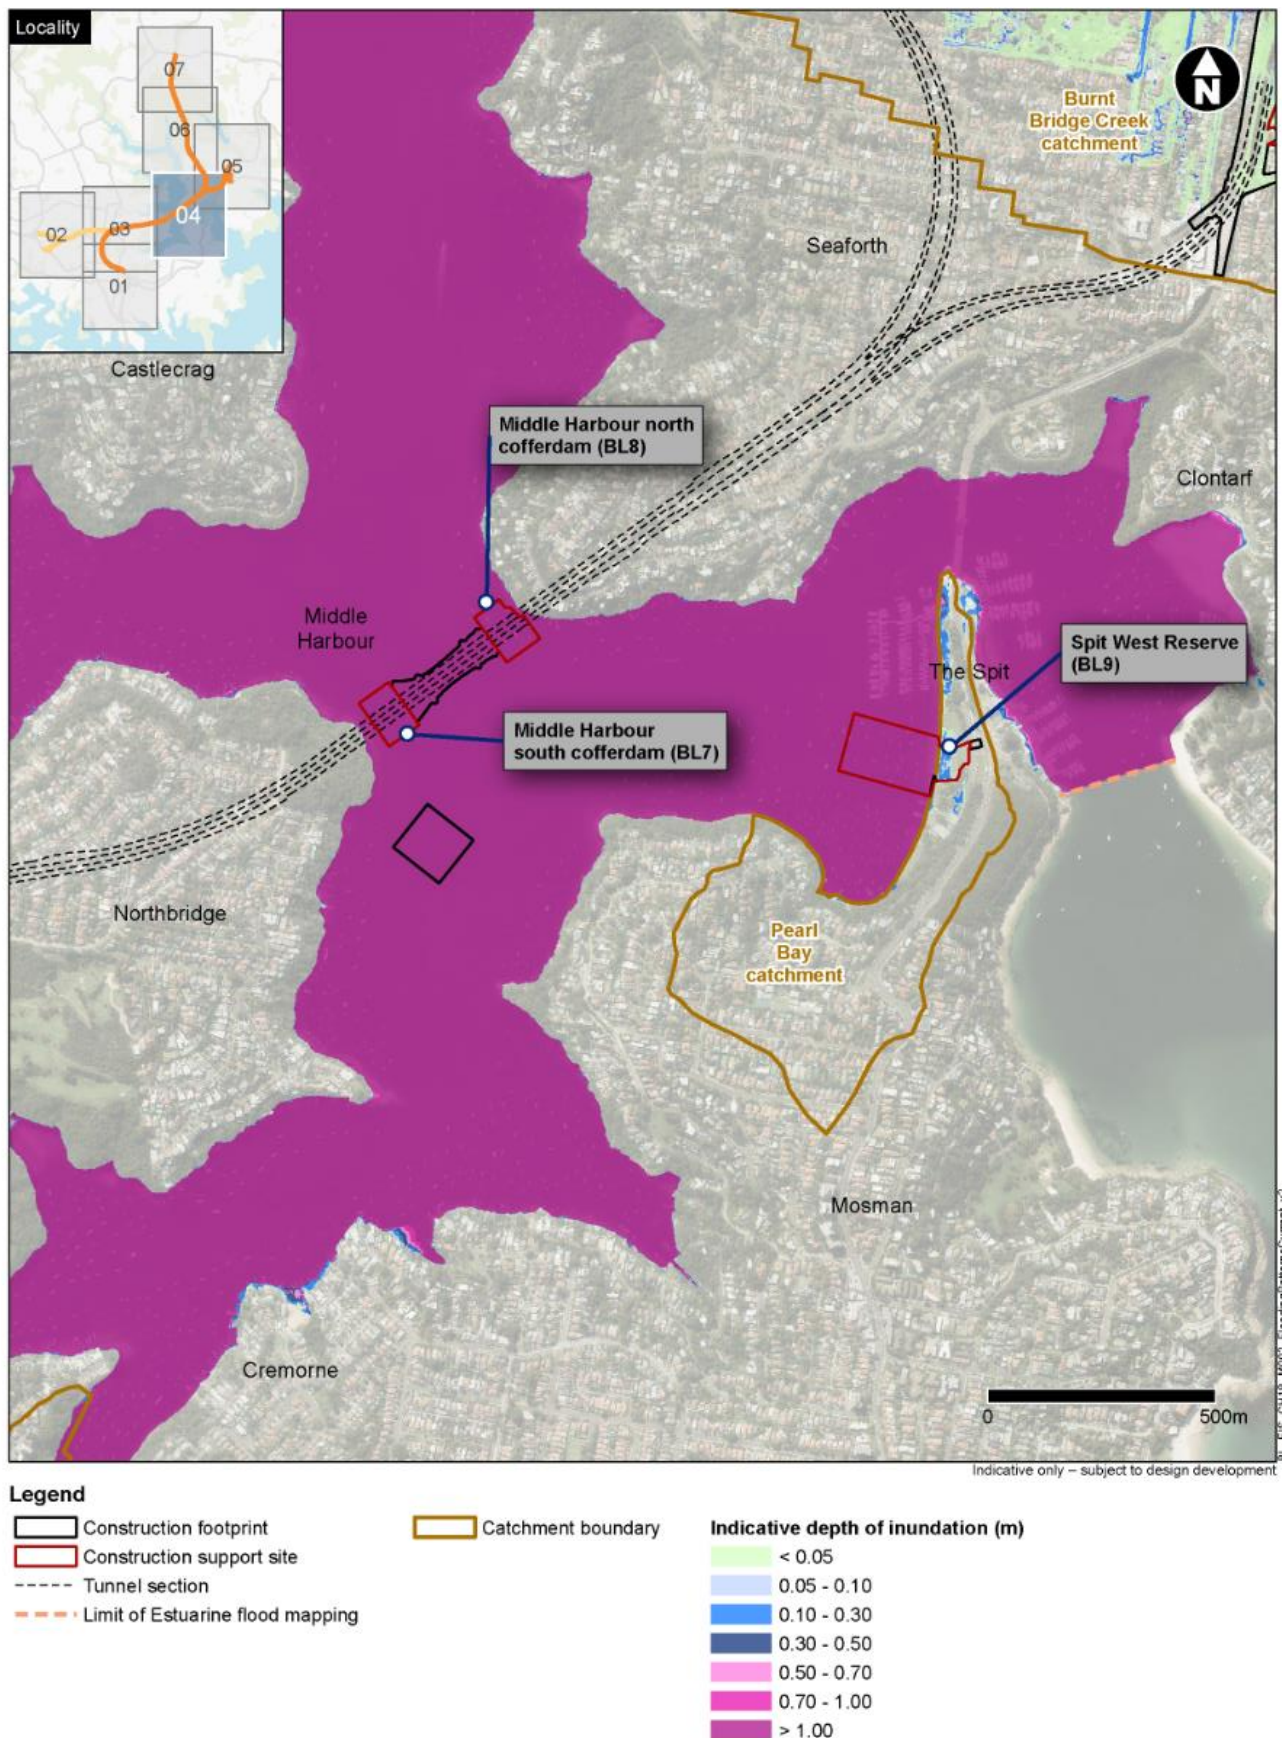 Locality
07
06
05
04
03
02
01
N
Burnt
Bridge Creek
catchment
Seaforth
Castlecrag
Middle Harbour north
cofferdam (BL8)
Clontarf
Middle
Harbour
Spit West Reserve
(BL9)
The Spit
Middle Harbour
south cofferdam (BL7)
Northbridge
Pearl
Bay
catchment
Mosman
Cremorne
0
500m
Indicative only – subject to design development
Legend
Construction footprint
Construction support site
Tunnel section
Limit of Estuarine flood mapping
Catchment boundary
Indicative depth of inundation (m)
< 0.05
0.05 - 0.10
0.10 - 0.30
0.30 - 0.50
0.50 - 0.70
0.70 - 1.00
> 1.00